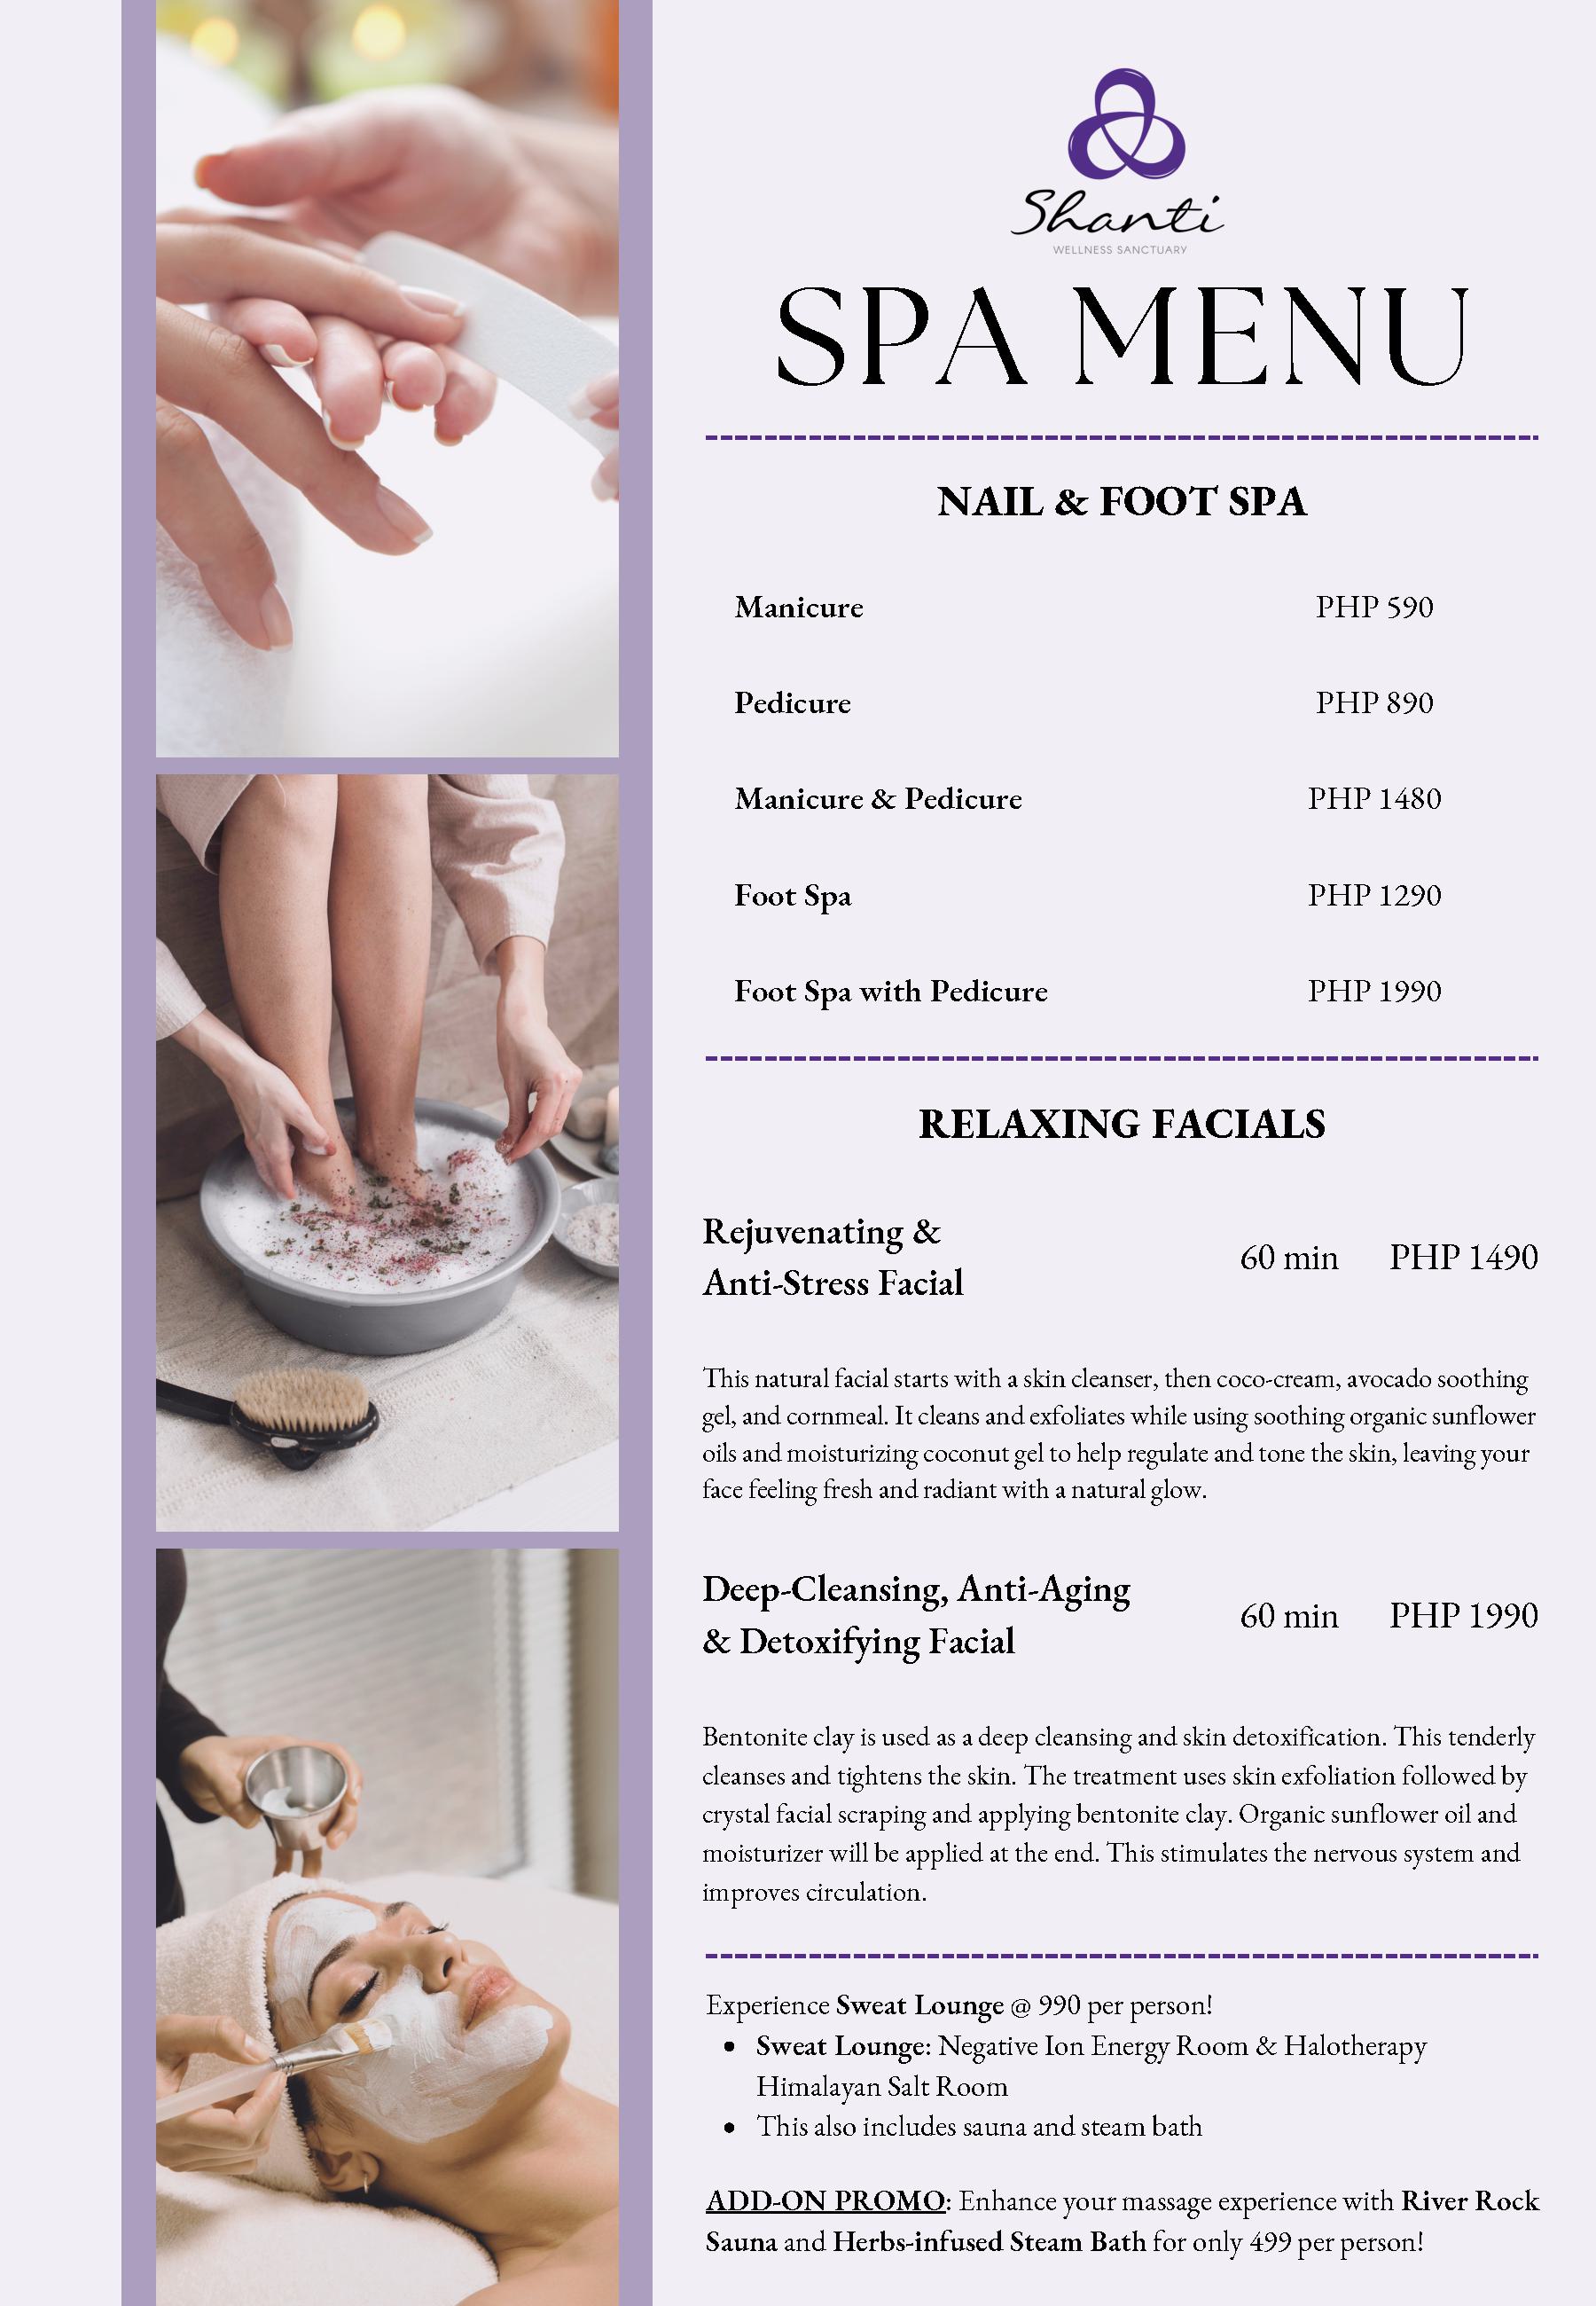 Shanti
WELLNESS SANCTUARY
SPA MENU
NAIL & FOOT SPA
Manicure PHP 590
Pedicure PHP 890
Manicure & Pedicure PHP 1480
Foot Spa PHP 1290
Foot Spa with Pedicure PHP 1990
RELAXING FACIALS
Rejuvenating &
Anti-Stress Facial
60 min PHP 1490
This natural facial starts with a skin cleanser, then coco-cream, avocado soothing
gel, and cornmeal. It cleans and exfoliates while using soothing organic sunflower
oils and moisturizing coconut gel to help regulate and tone the skin, leaving your
face feeling fresh and radiant with a natural glow.
Deep-Cleansing, Anti-Aging
& Detoxifying Facial
60 min PHP 1990
Bentonite clay is used as a deep cleansing and skin detoxification. This tenderly
cleanses and tightens the skin. The treatment uses skin exfoliation followed by
crystal facial scraping and applying bentonite clay. Organic sunflower oil and
moisturizer will be applied at the end. This stimulates the nervous system and
improves circulation.
Experience Sweat Lounge @ 990 per person!
• Sweat Lounge: Negative Ion Energy Room & Halotherapy
Himalayan Salt Room
• This also includes sauna and steam bath
ADD-ON PROMO: Enhance your massage experience with River Rock
Sauna and Herbs-infused Steam Bath for only 499 per person!